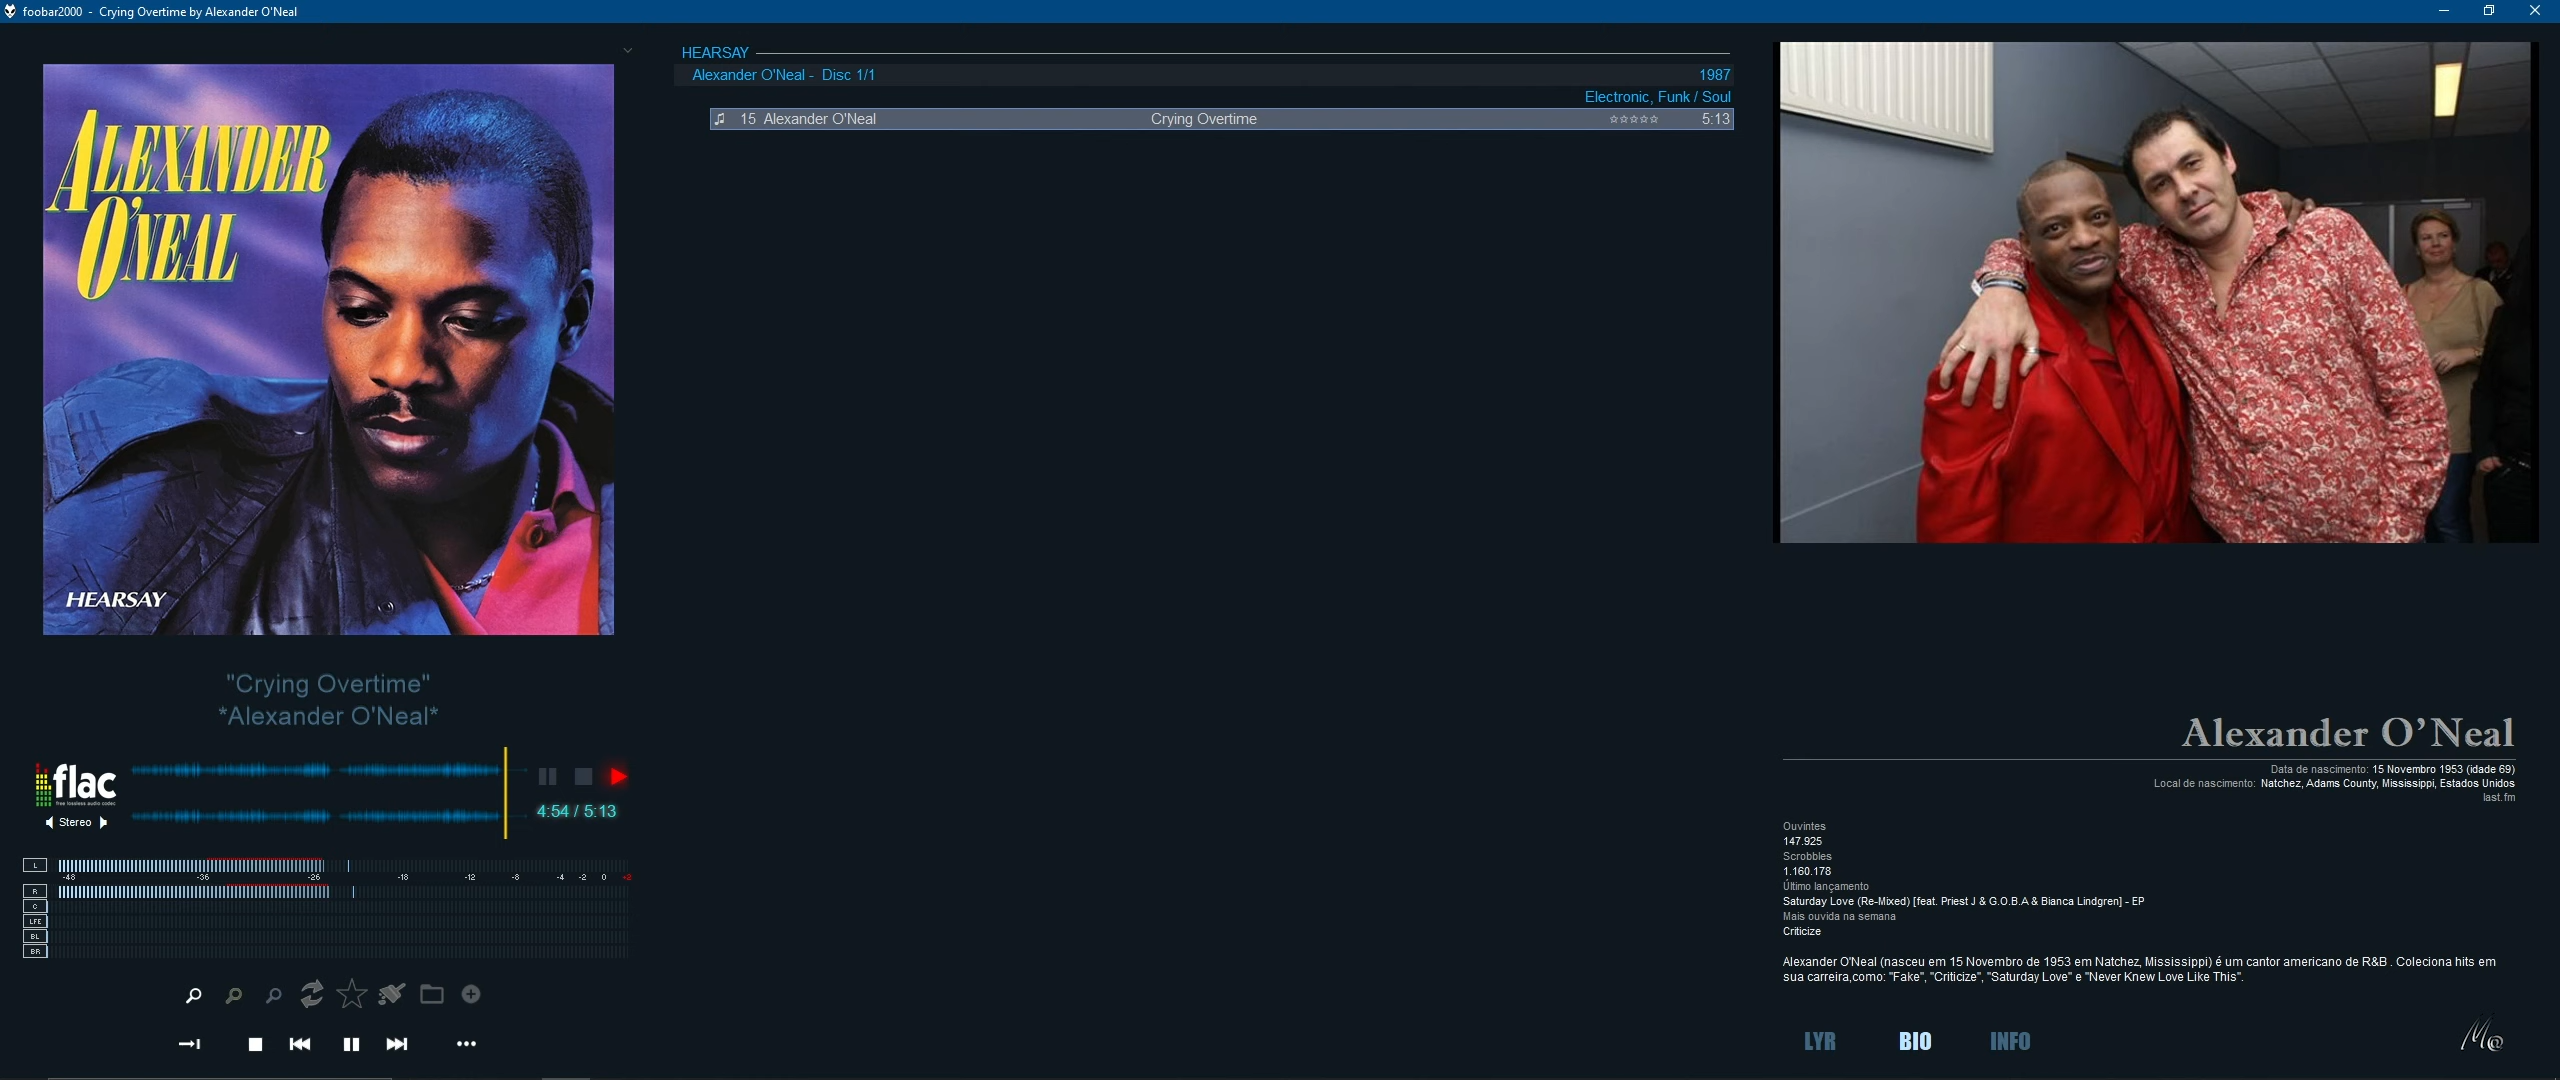 foobar2000 - Crying Overtime by Alexander O'Neal
ALEXANDER
O'NEAL
HEARSAY
"Crying Overtime"
*Alexander O'Neal*
flac
free lossless audio codec
Stereo
4:54 / 5:13
L
-48 -36 -26 -18 -12 -8 -4 -2 0 +3
R
C
LFE
BL
BR
HEARSAY
Alexander O'Neal - Disc 1/1 1987
Electronic, Funk / Soul
15 Alexander O'Neal Crying Overtime ☆☆☆☆☆ 5:13
Alexander O'Neal
Data de nascimento: 15 Novembro 1953 (idade 69)
Local de nascimento: Natchez, Adams County, Mississippi, Estados Unidos
last.fm
Ouvintes
147.925
Scrobbles
1.160.178
Último lançamento
Saturday Love (Re-Mixed) [feat. Priest J & G.O.B.A & Bianca Lindgren] - EP
Mais ouvida na semana
Criticize
Alexander O'Neal (nasceu em 15 Novembro de 1953 em Natchez, Mississippi) é um cantor americano de R&B . Coleciona hits em
sua carreira,como: "Fake", "Criticize", "Saturday Love" e "Never Knew Love Like This".
LYR BIO INFO
M@